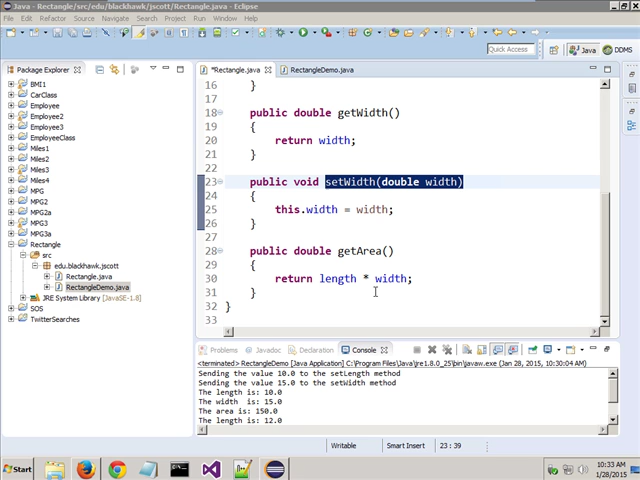 Java - Rectangle/src/edu/blackhawk/jscott/Rectangle.java - Eclipse
File Edit Source Refactor Navigate Search Project Run Window Help
Quick Access
Java
DDMS
Package Explorer
BMI1
CarClass
Employee
Employee2
Employee3
EmployeeClass
Miles1
Miles2
Miles3
Miles4
MPG
MPG2
MPG2a
MPG3
MPG3a
Rectangle
src
edu.blackhawk.jscott
Rectangle.java
RectangleDemo.java
JRE System Library [JavaSE-1.8]
SOS
TwitterSearches
*Rectangle.java
RectangleDemo.java
16 }
17
18 public double getWidth()
19 {
20 return width;
21 }
22
23 public void setWidth(double width)
24 {
25 this.width = width;
26 }
27
28 public double getArea()
29 {
30 return length * width;
31 }
32 }
33
Problems
Javadoc
Declaration
Console
<terminated> RectangleDemo [Java Application] C:\Program Files\Java\jre1.8.0_25\bin\javaw.exe (Jan 28, 2015, 10:30:04 AM)
Sending the value 10.0 to the setLength method
Sending the value 15.0 to the setWidth method
The length is: 10.0
The width  is: 15.0
The area is: 150.0
The length is: 12.0
Writable
Smart Insert
23 : 39
Start
10:33 AM
1/28/2015